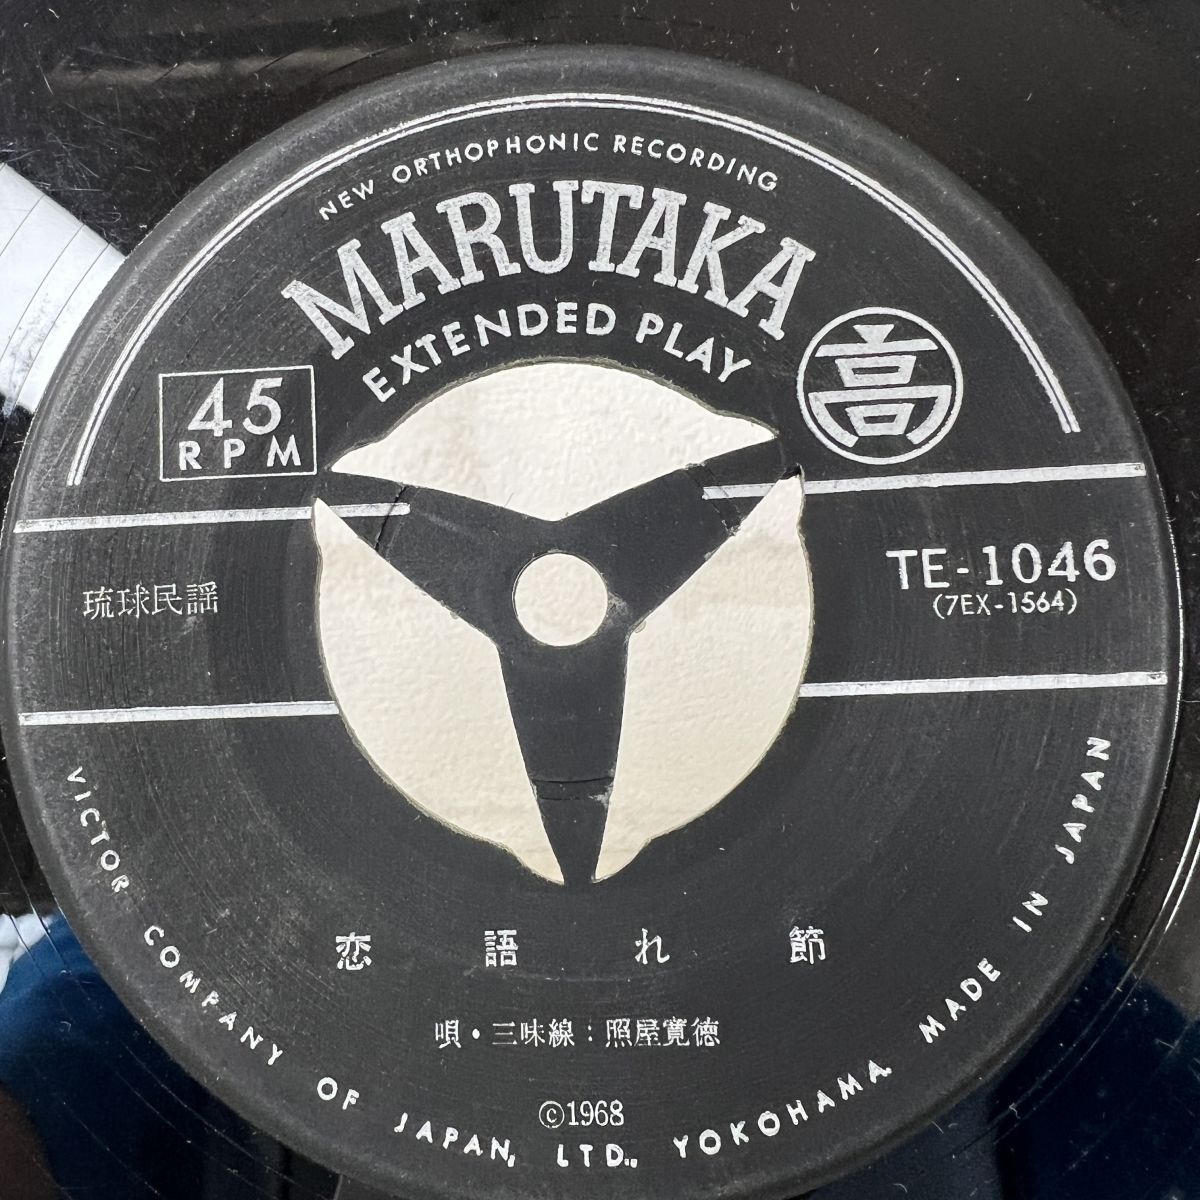 NEW ORTHOPHONIC RECORDING
MARUTAKA
EXTENDED PLAY
45
RPM
高
琉球民謡
TE-1046
(7EX-1564)
恋語れ節
唄・三味線：照屋寛徳
©1968
VICTOR COMPANY OF JAPAN, LTD., YOKOHAMA. MADE IN JAPAN